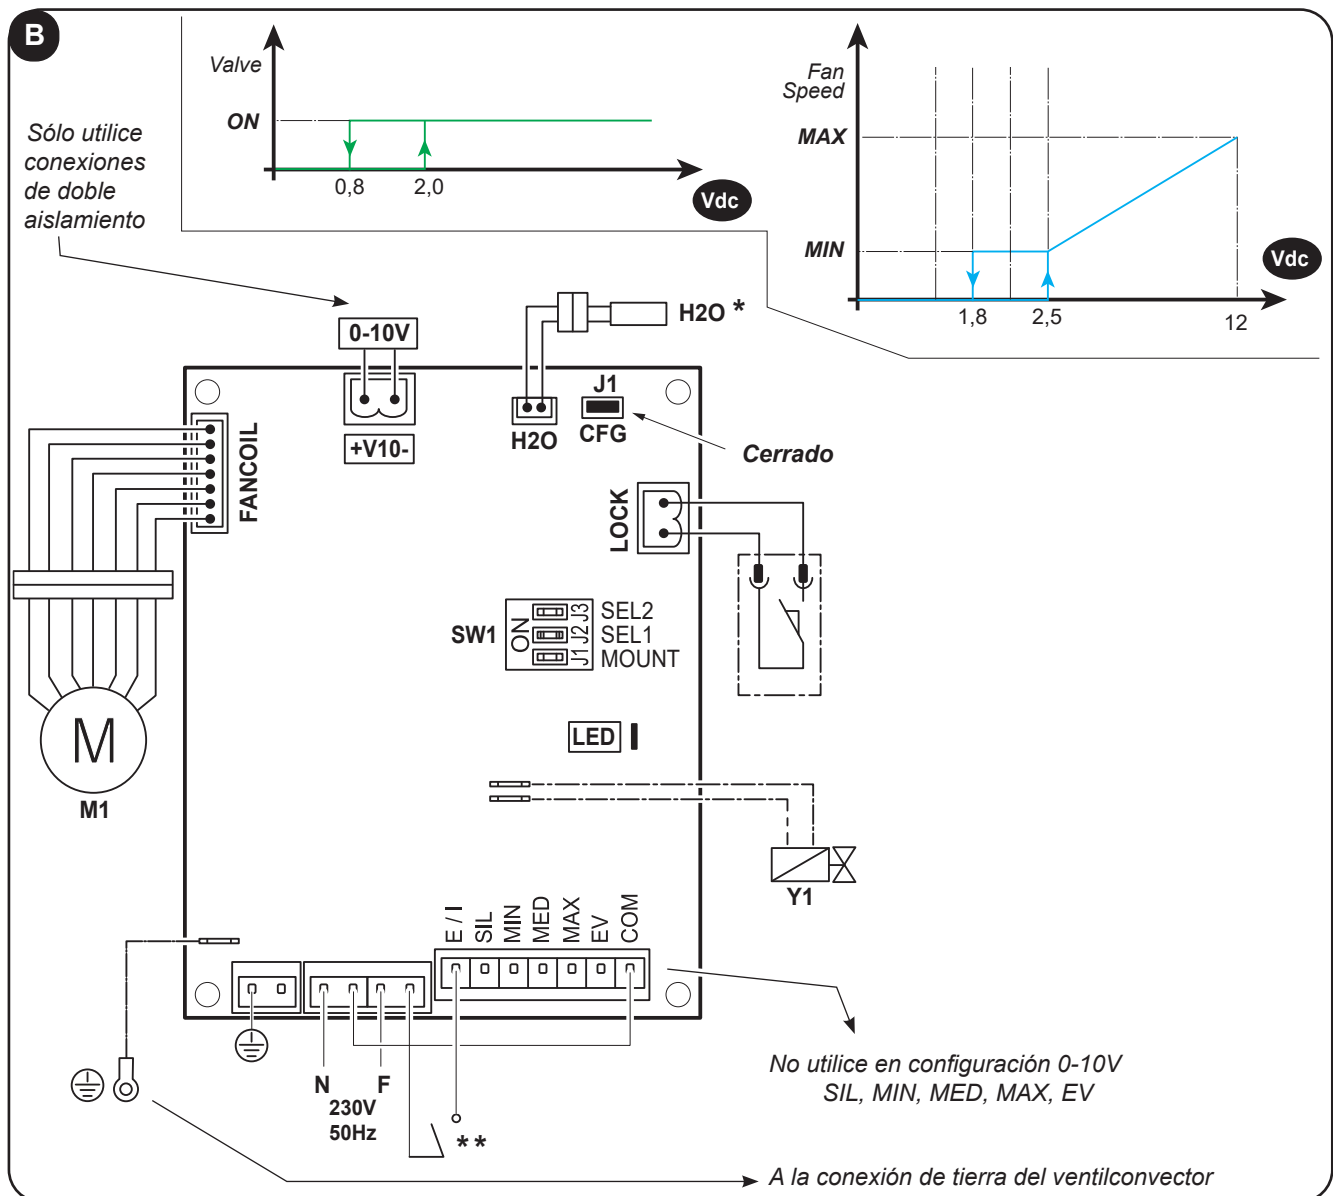 B
Valve
ON
0,8
2,0
Vdc
Fan
Speed
MAX
MIN
1,8
2,5
12
Vdc
Sólo utilice
conexiones
de doble
aislamiento
0-10V
+V10-
H2O *
H2O
J1
CFG
Cerrado
FANCOIL
LOCK
SW1
ON
J3
SEL2
J2
SEL1
J1
MOUNT
LED
M
M1
Y1
E / I
SIL
MIN
MED
MAX
EV
COM
N
F
230V
50Hz
**
No utilice en configuración 0-10V
SIL, MIN, MED, MAX, EV
A la conexión de tierra del ventilconvector